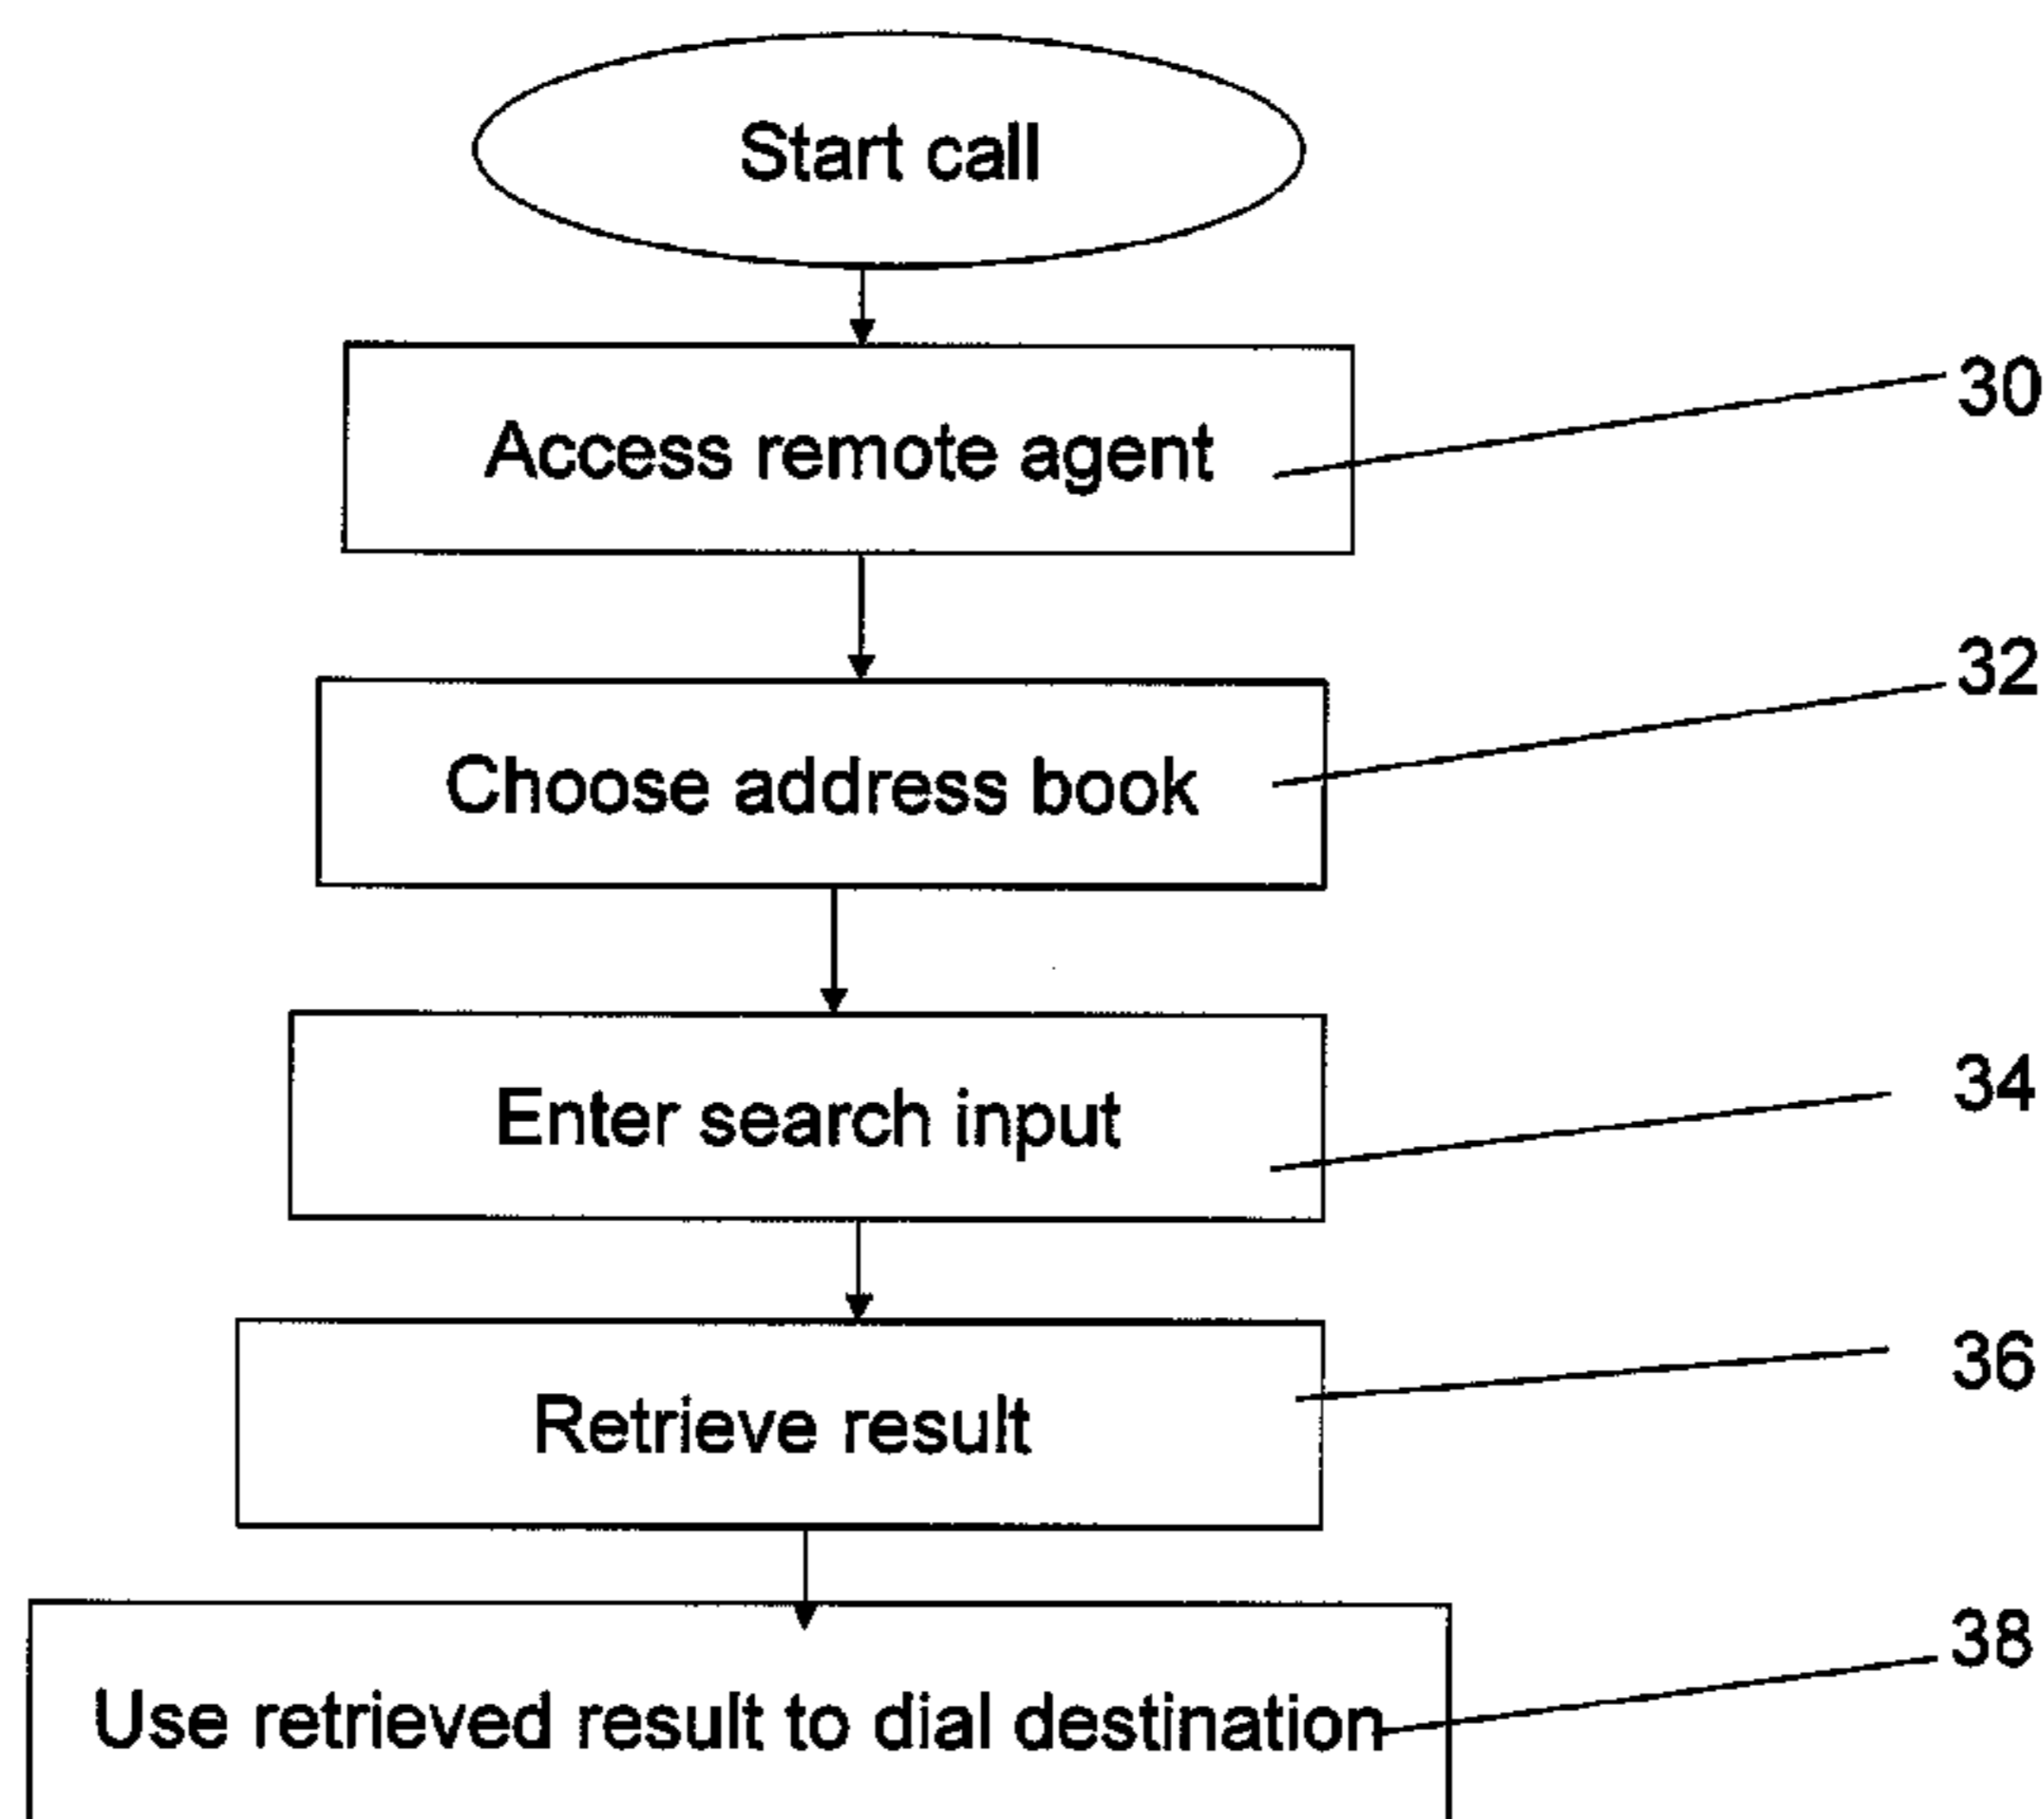 Start call
Access remote agent
30
Choose address book
32
Enter search input
34
Retrieve result
36
Use retrieved result to dial destination
38